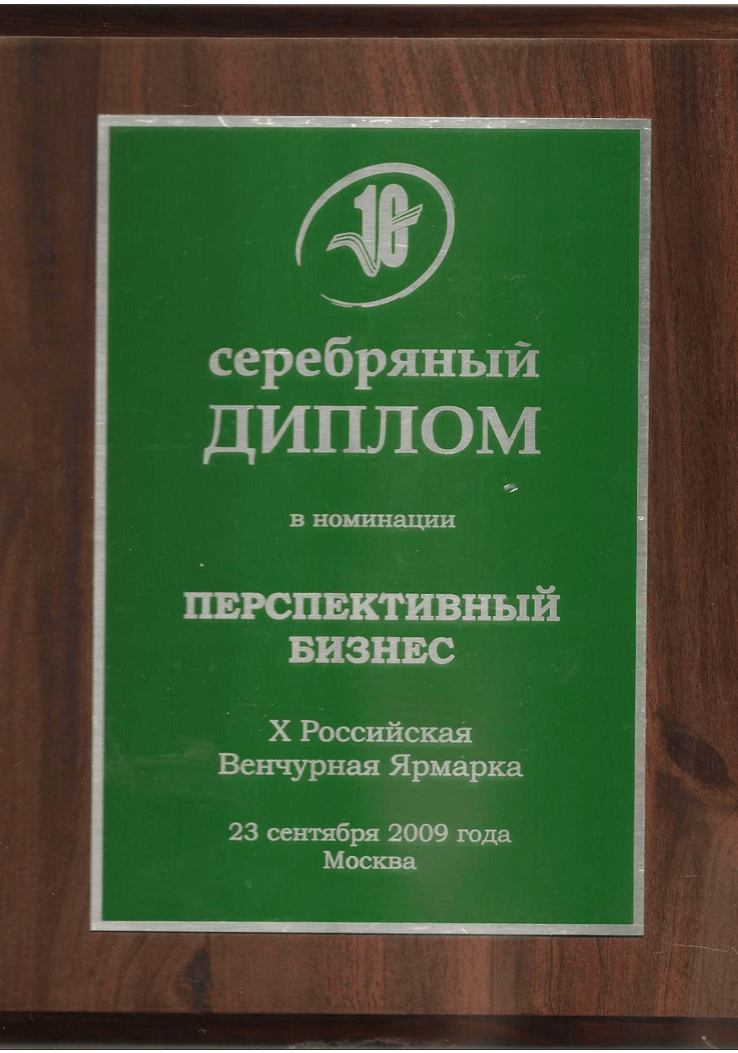 10
серебряный
ДИПЛОМ
в номинации
ПЕРСПЕКТИВНЫЙ
БИЗНЕС
X Российская
Венчурная Ярмарка
23 сентября 2009 года
Москва